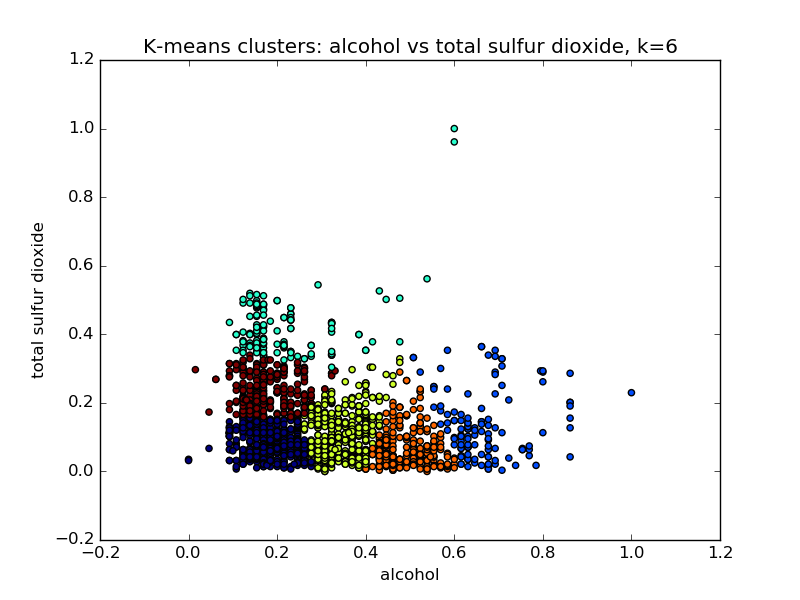 K-means clusters: alcohol vs total sulfur dioxide, k=6
1.2
1.0
0.8
0.6
0.4
0.2
0.0
−0.2
total sulfur dioxide
−0.2 0.0 0.2 0.4 0.6 0.8 1.0 1.2
alcohol